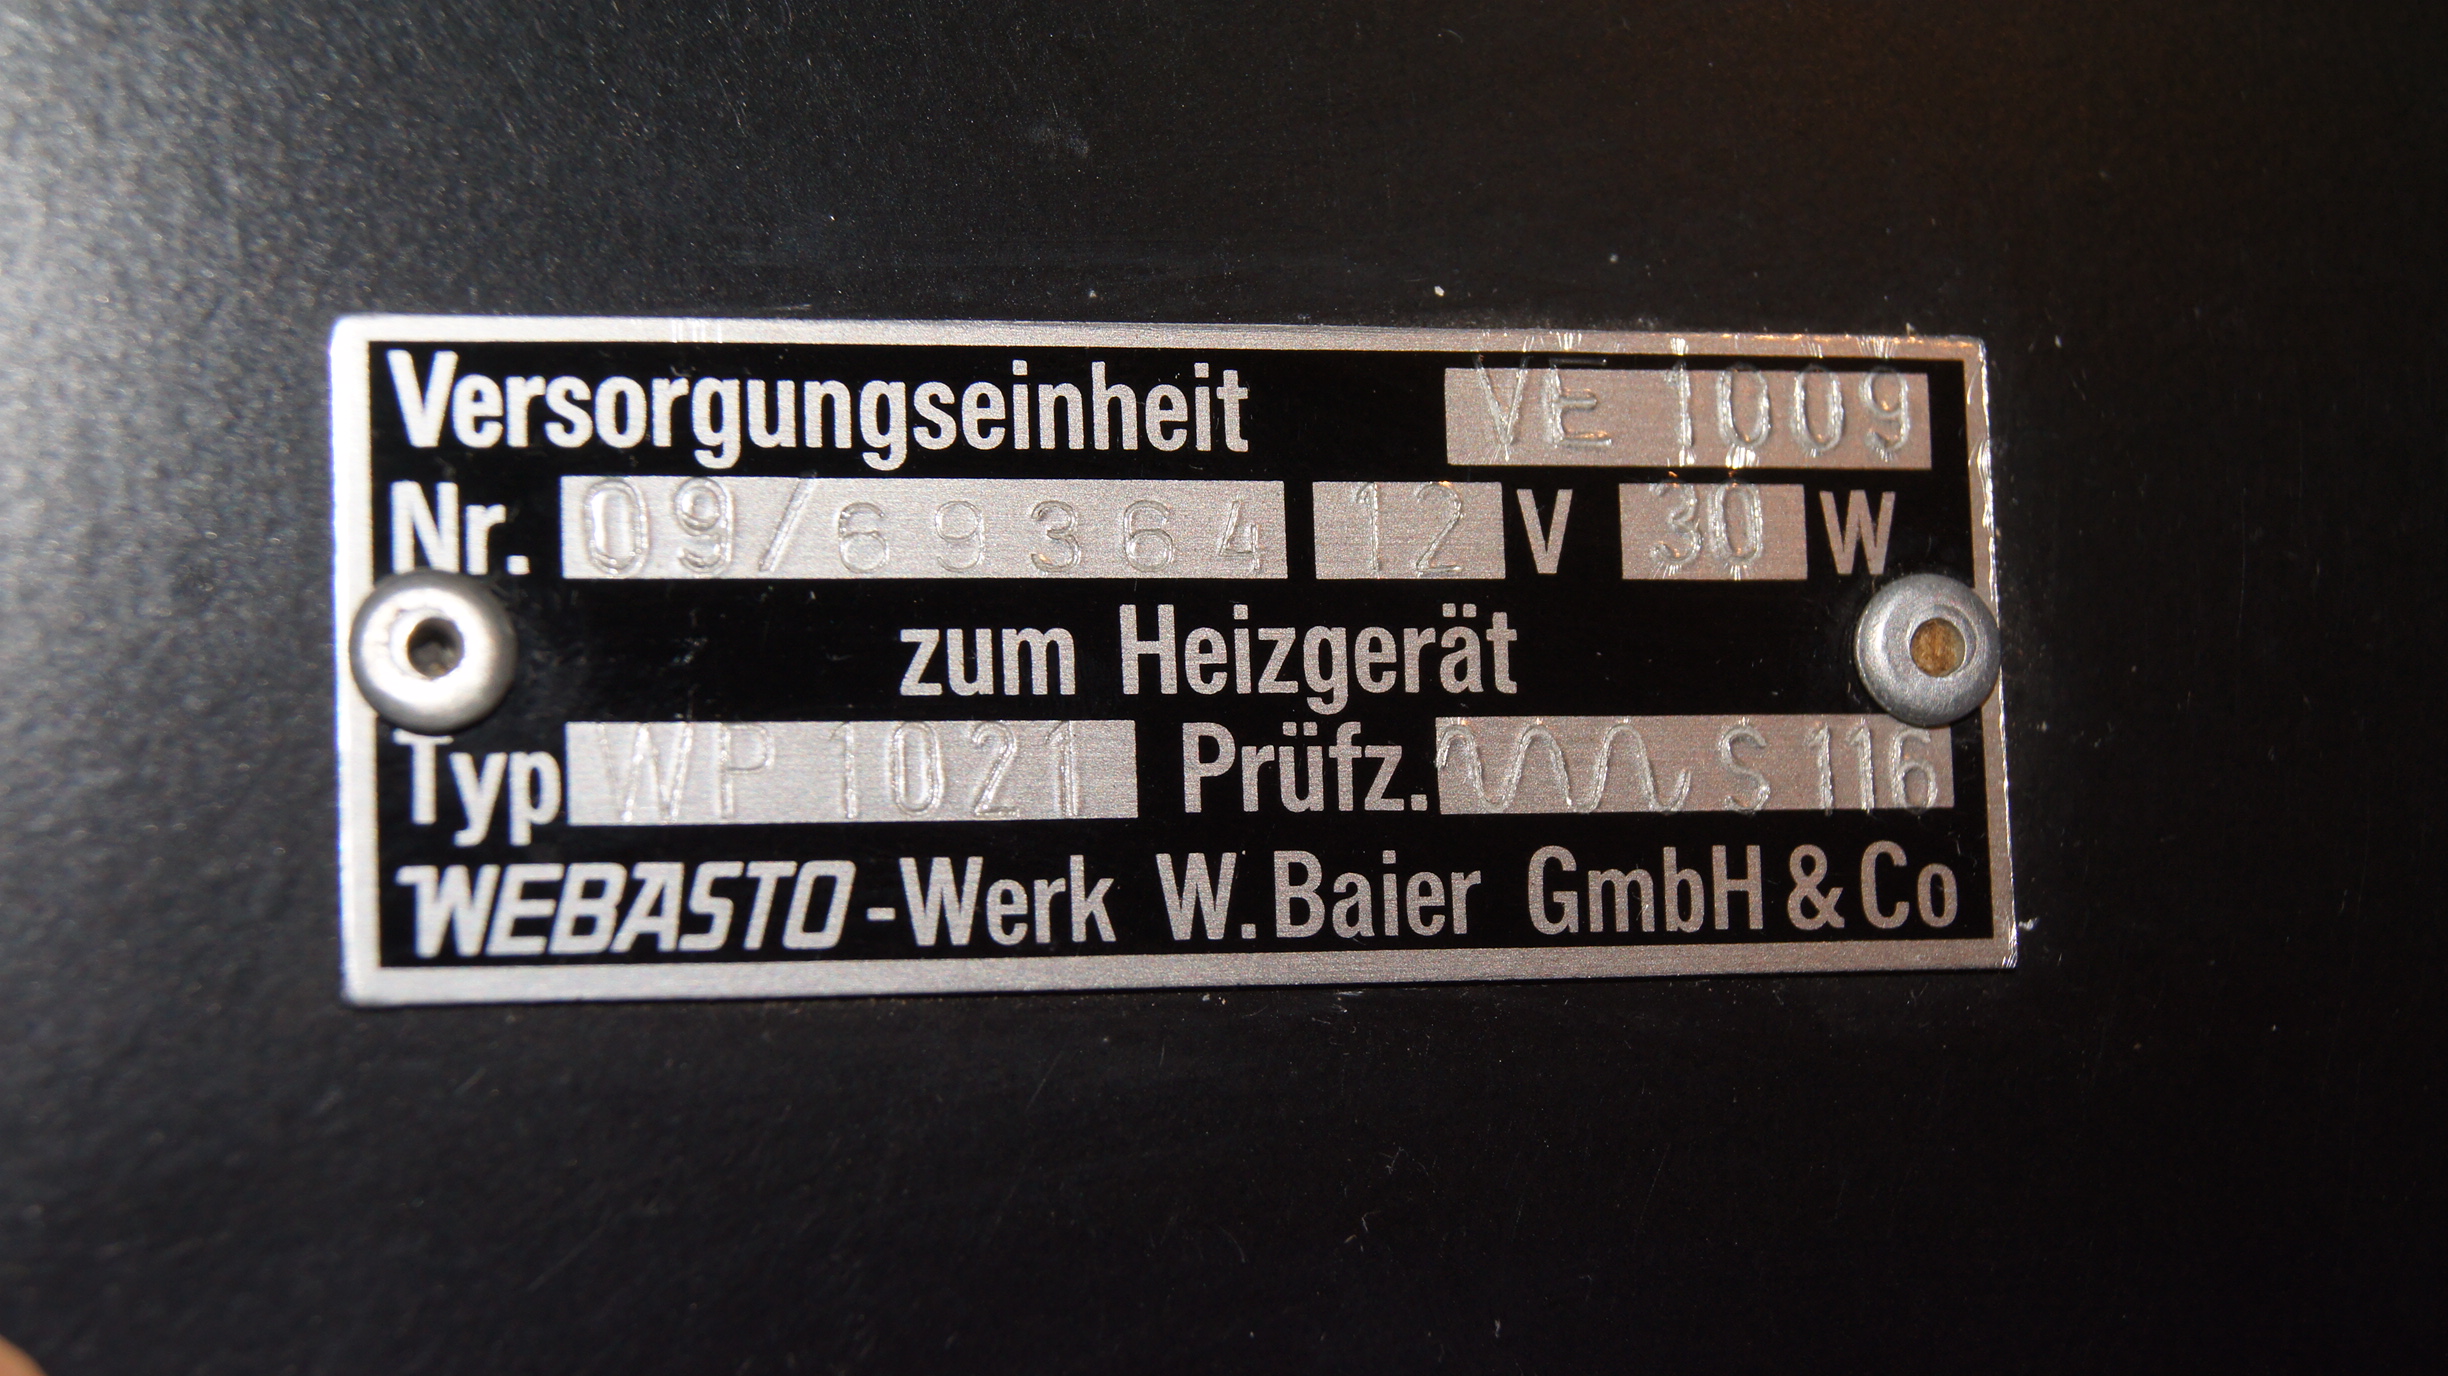 Versorgungseinheit VE 1009
Nr. 09/69364 12 V 30 W
zum Heizgerät
Typ WP 1021 Prüfz. S 116
WEBASTO-Werk W. Baier GmbH & Co